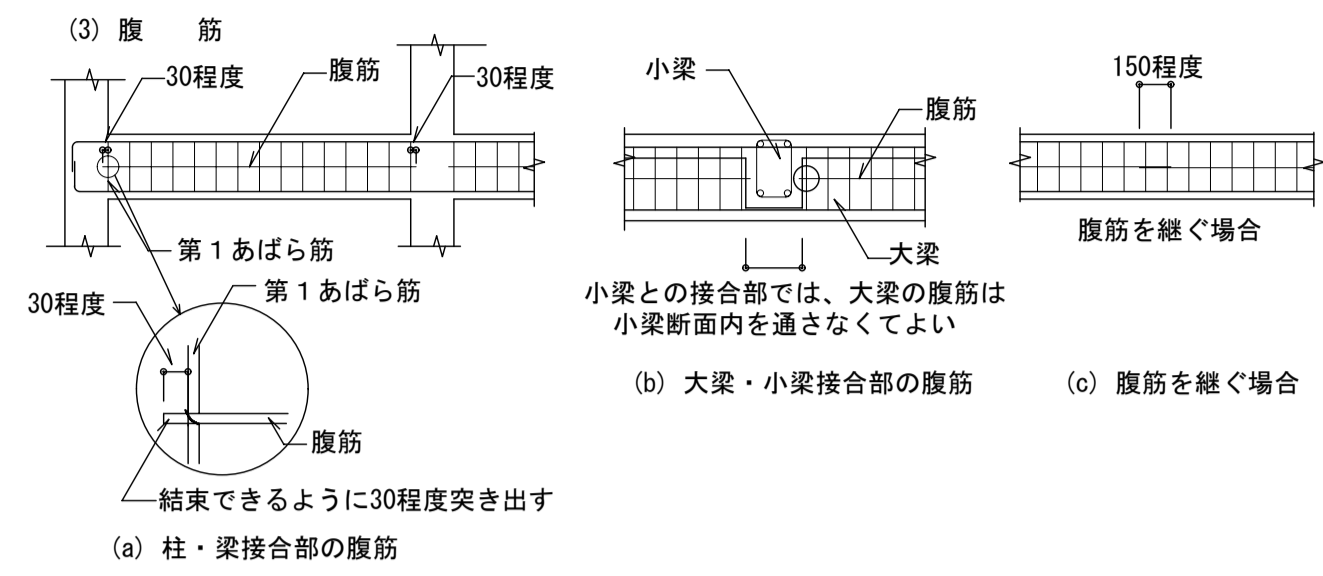 (3) 腹　　筋
30程度
腹筋
30程度
第１あばら筋
第１あばら筋
30程度
腹筋
結束できるように30程度突き出す
(a) 柱・梁接合部の腹筋
小梁
腹筋
大梁
小梁との接合部では、大梁の腹筋は
小梁断面内を通さなくてよい
(b) 大梁・小梁接合部の腹筋
150程度
腹筋を継ぐ場合
(c) 腹筋を継ぐ場合